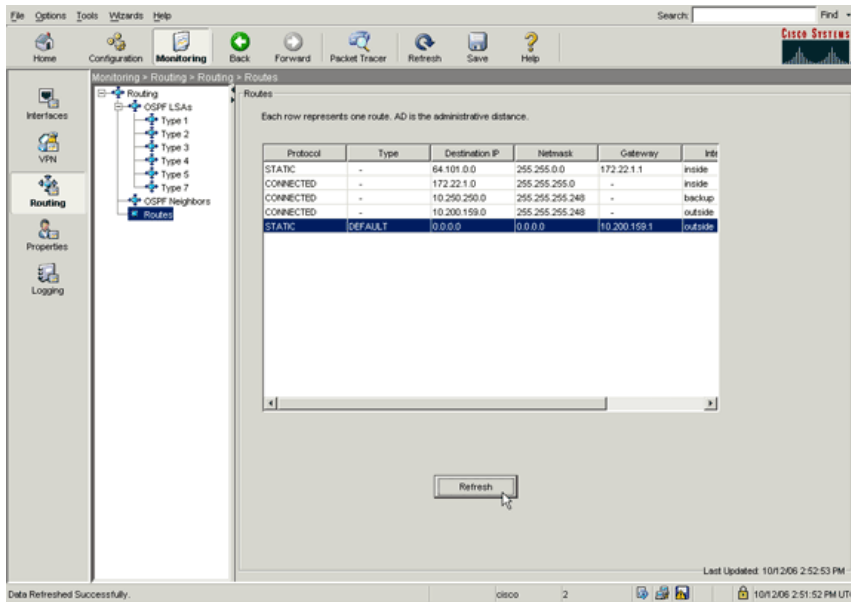 File Options Tools Wizards Help Search: Find
CISCO SYSTEMS
Home Configuration Monitoring Back Forward Packet Tracer Refresh Save Help
Monitoring > Routing > Routing > Routes
Interfaces
VPN
Routing
Properties
Logging
Routing
OSPF LSAs
Type 1
Type 2
Type 3
Type 4
Type 5
Type 7
OSPF Neighbors
Routes
Routes
Each row represents one route. AD is the administrative distance.
Protocol Type Destination IP Netmask Gateway Inte
STATIC - 64.101.0.0 255.255.0.0 172.22.1.1 inside
CONNECTED - 172.22.1.0 255.255.255.0 - inside
CONNECTED - 10.250.250.0 255.255.255.248 - backup
CONNECTED - 10.200.159.0 255.255.255.248 - outside
STATIC DEFAULT 0.0.0.0 0.0.0.0 10.200.159.1 outside
Refresh
Last Updated: 10/12/06 2:52:53 PM
Data Refreshed Successfully. cisco 2 10/12/06 2:51:52 PM UT